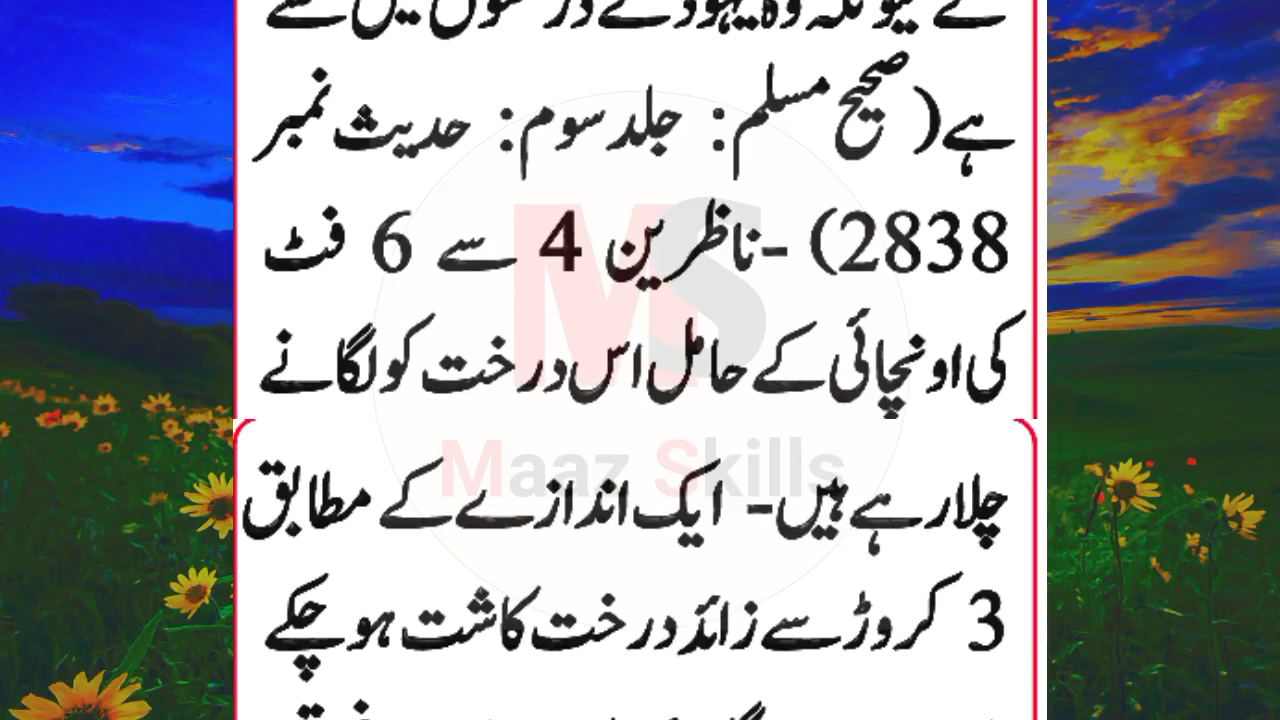 ہے (صحیح مسلم: جلد سوم: حدیث نمبر
2838) -ناظرین 4 سے 6 فٹ
کی اونچائی کے حامل اس درخت کو لگانے
Maaz Skills
چلا رہے ہیں- ایک اندازے کے مطابق
3 کروڑ سے زائد درخت کاشت ہو چکے